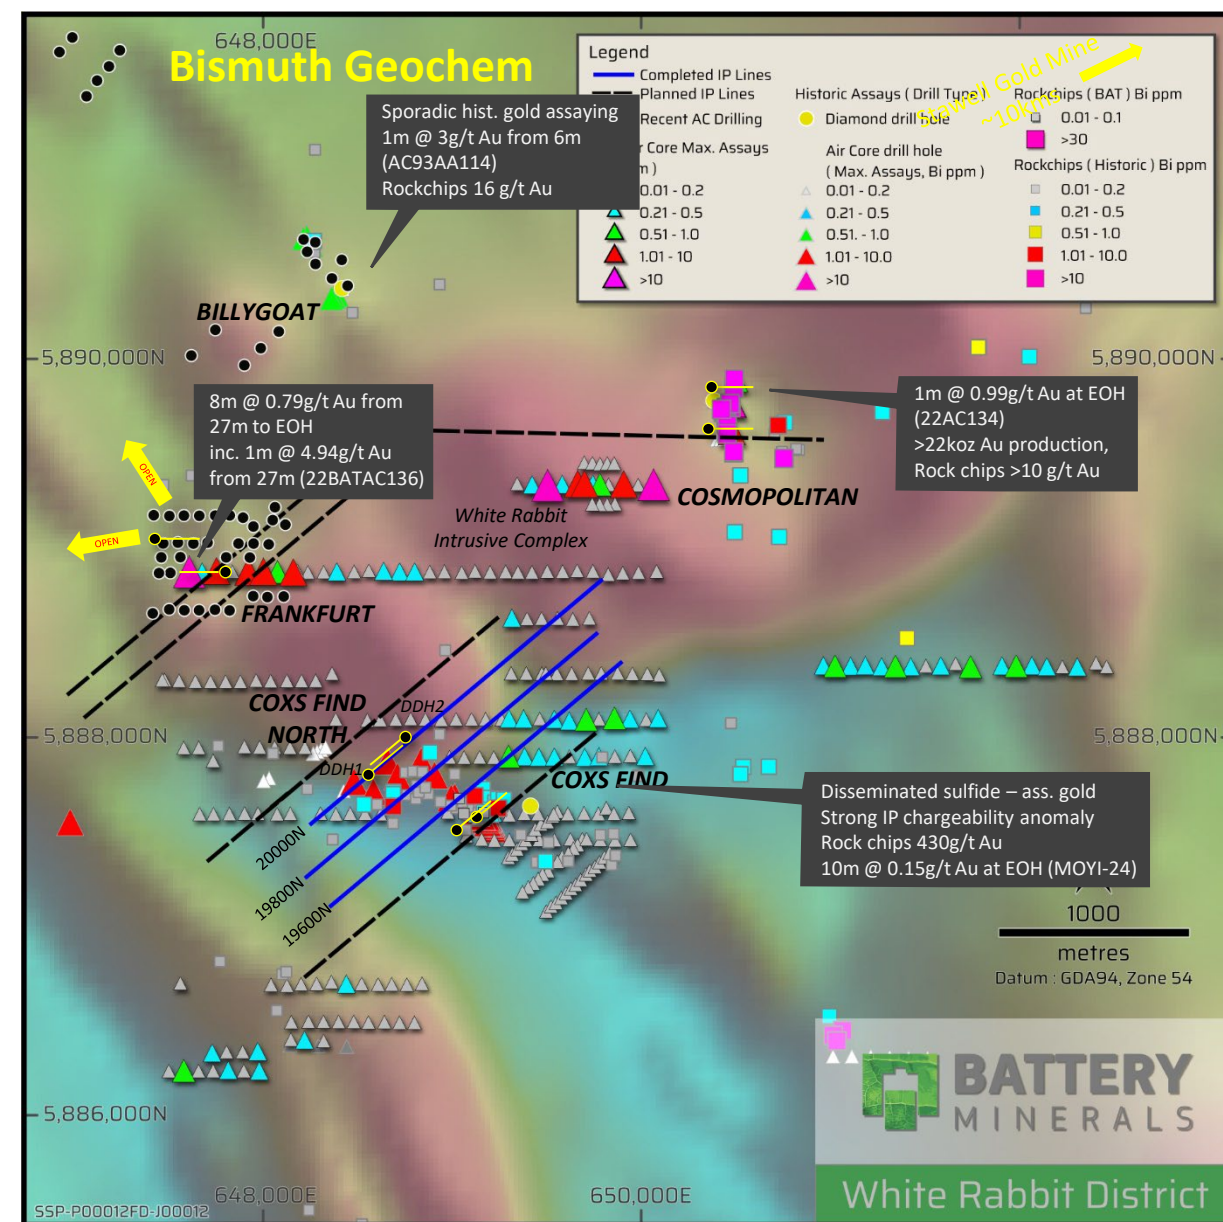 648,000E
Bismuth Geochem
Stawell Gold Mine
~10kms
Legend
Completed IP Lines
Planned IP Lines
Recent AC Drilling
r Core Max. Assays
m )
0.01 - 0.2
0.21 - 0.5
0.51 - 1.0
1.01 - 10
>10
Historic Assays ( Drill Type )
Diamond drill hole
Air Core drill hole
( Max. Assays, Bi ppm )
0.01 - 0.2
0.21 - 0.5
0.51. - 1.0
1.01 - 10.0
>10
Rockchips ( BAT ) Bi ppm
0.01 - 0.1
>30
Rockchips ( Historic ) Bi ppm
0.01 - 0.2
0.21 - 0.5
0.51 - 1.0
1.01 - 10.0
>10
Sporadic hist. gold assaying
1m @ 3g/t Au from 6m
(AC93AA114)
Rockchips 16 g/t Au
BILLYGOAT
5,890,000N
5,890,000N
8m @ 0.79g/t Au from
27m to EOH
inc. 1m @ 4.94g/t Au
from 27m (22BATAC136)
1m @ 0.99g/t Au at EOH
(22AC134)
>22koz Au production,
Rock chips >10 g/t Au
OPEN
OPEN
COSMOPOLITAN
White Rabbit
Intrusive Complex
FRANKFURT
COXS FIND
NORTH
DDH2
DDH1
5,888,000N
5,888,000N
COXS FIND
Disseminated sulfide – ass. gold
Strong IP chargeability anomaly
Rock chips 430g/t Au
10m @ 0.15g/t Au at EOH (MOYI-24)
20000N
19800N
19600N
1000
metres
Datum : GDA94, Zone 54
BATTERY
MINERALS
5,886,000N
648,000E
650,000E
White Rabbit District
SSP-P00012FD-J00012